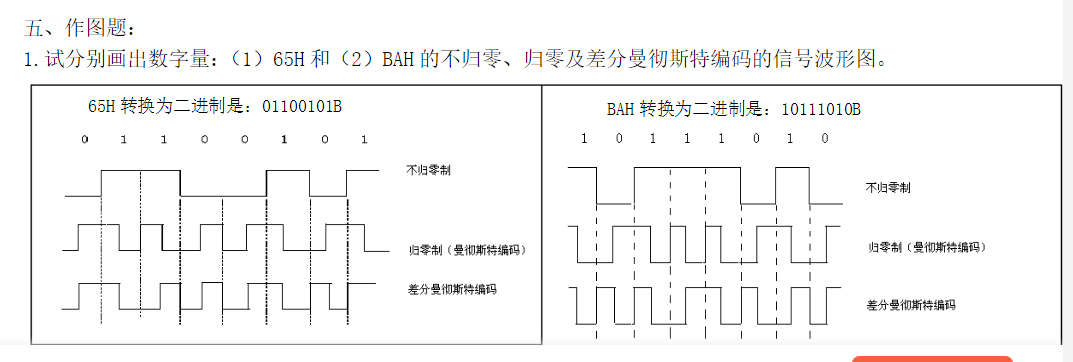 五、作图题：
1. 试分别画出数字量：（1）65H 和（2）BAH 的不归零、归零及差分曼彻斯特编码的信号波形图。
65H 转换为二进制是：01100101B
0 1 1 0 0 1 0 1
不归零制
归零制（曼彻斯特编码）
差分曼彻斯特编码
BAH 转换为二进制是：10111010B
1 0 1 1 1 0 1 0
不归零制
归零制（曼彻斯特编码）
差分曼彻斯特编码